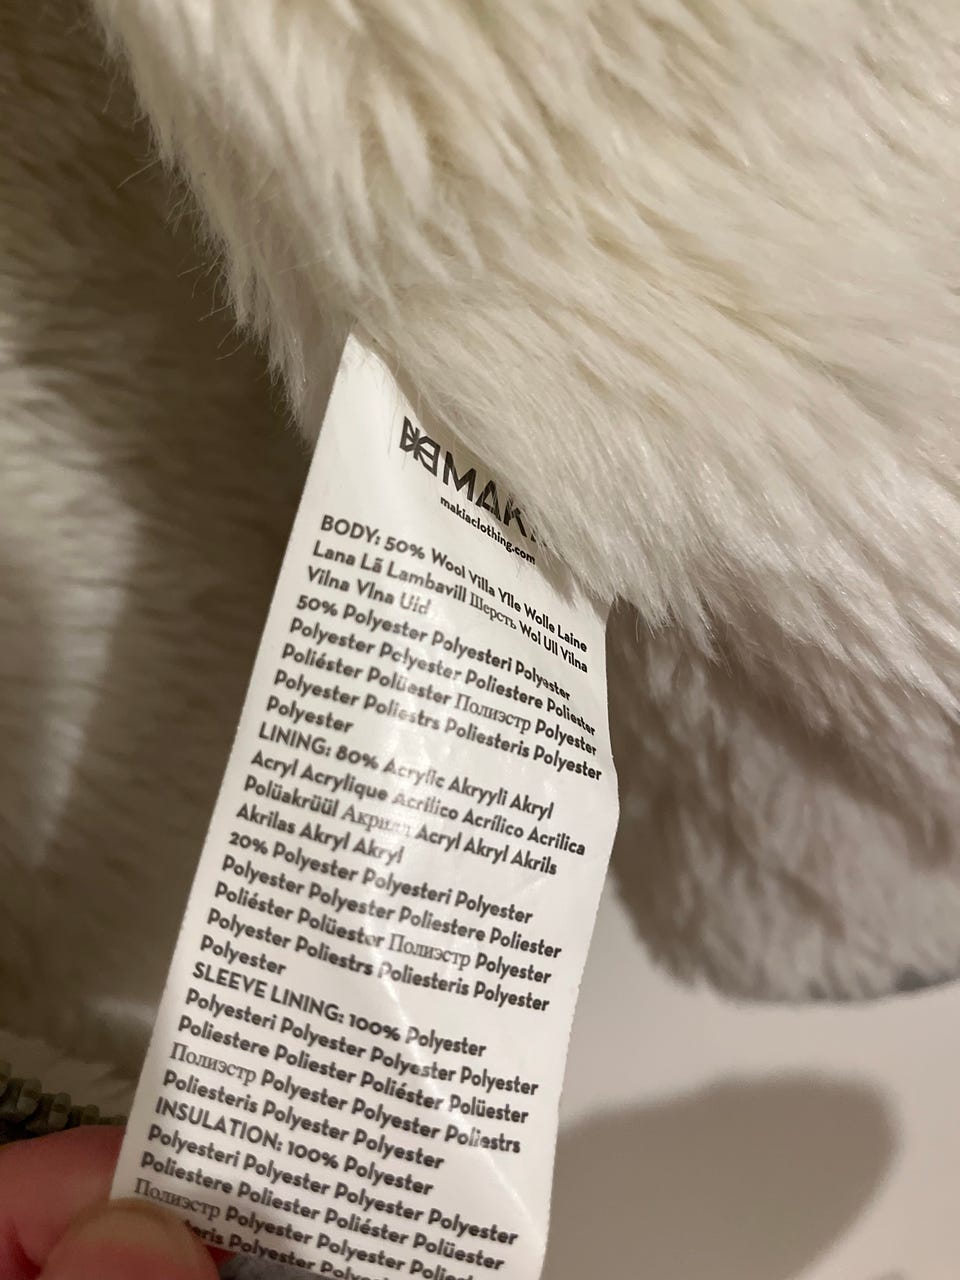 MAK
makiaclothing.com
BODY: 50% Wool Villa Ylle Wolle Laine
Lana Lã Lambavill Шерсть Wol Ull Vilna
Vilna Vlna Uld
50% Polyester Polyesteri Polyester
Polyester Polyester Poliestere Poliester
Poliéster Polüester Полиэстр Polyester
Polyester Poliestrs Poliesteris Polyester
Polyester
LINING: 80% Acrylic Akryyli Akryl
Acryl Acrylique Acrilico Acrílico Acrilica
Polüakrüül Акрилл Acryl Akryl Akrils
Akrilas Akryl Akryl
20% Polyester Polyesteri Polyester
Polyester Polyester Poliestere Poliester
Poliéster Polüestor Полиэстр Polyester
Polyester Poliestrs Poliesteris Polyester
Polyester
SLEEVE LINING: 100% Polyester
Polyesteri Polyester Polyester Polyester
Poliestere Poliester Poliéster Polüester
Полиэстр Polyester Polyester Poliestrs
Poliesteris Polyester Polyester
INSULATION: 100% Polyester
Polyesteri Polyester Polyester Polyester
Poliestere Poliester Poliéster Polüester
Полиэстр Polyester Polyester
Polyester